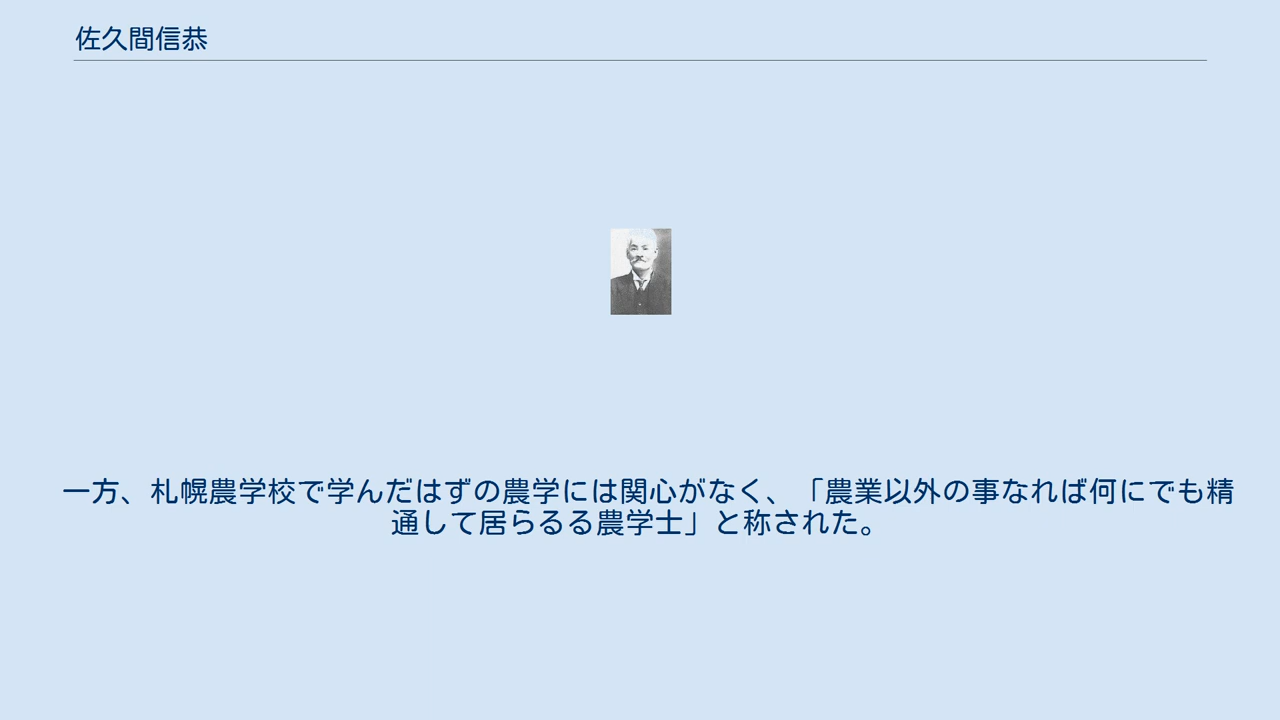 佐久間信恭
一方、札幌農学校で学んだはずの農学には関心がなく、「農業以外の事なれば何にでも精
通して居らるる農学士」と称された。